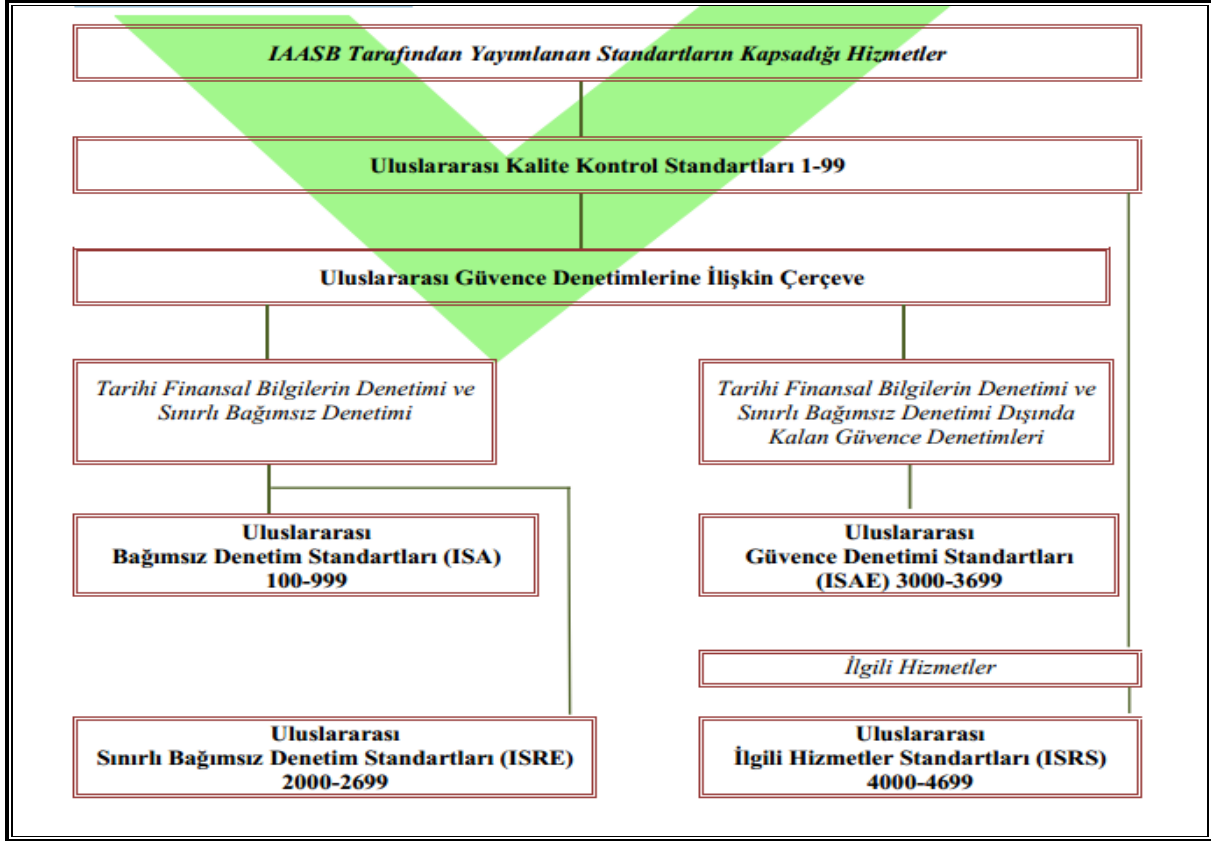 IAASB Tarafından Yayımlanan Standartların Kapsadığı Hizmetler
Uluslararası Kalite Kontrol Standartları 1-99
Uluslararası Güvence Denetimlerine İlişkin Çerçeve
Tarihi Finansal Bilgilerin Denetimi ve
Sınırlı Bağımsız Denetimi
Tarihi Finansal Bilgilerin Denetimi ve
Sınırlı Bağımsız Denetimi Dışında
Kalan Güvence Denetimleri
Uluslararası
Bağımsız Denetim Standartları (ISA)
100-999
Uluslararası
Güvence Denetimi Standartları
(ISAE) 3000-3699
İlgili Hizmetler
Uluslararası
Sınırlı Bağımsız Denetim Standartları (ISRE)
2000-2699
Uluslararası
İlgili Hizmetler Standartları (ISRS)
4000-4699